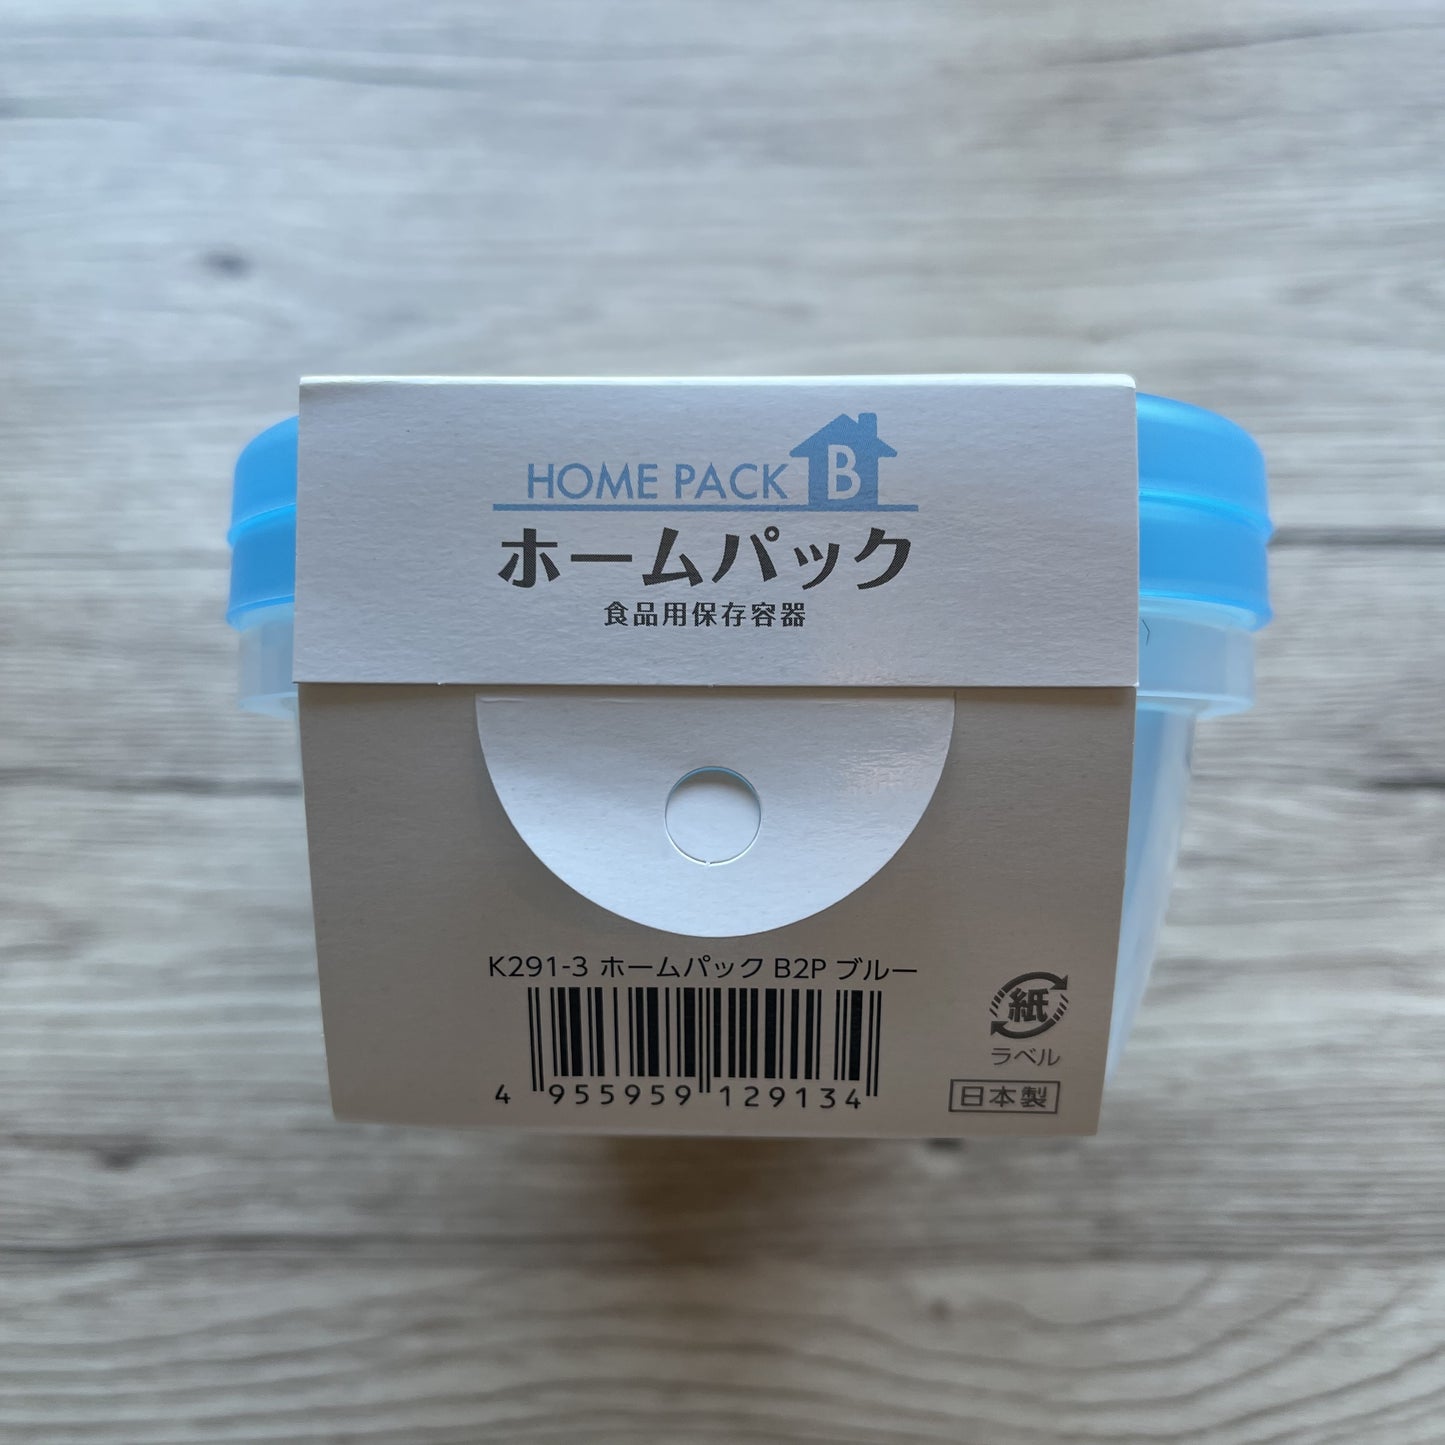 HOME PACK B
ホームパック
食品用保存容器
K291-3 ホームパック B2P ブルー
4 955959 129134
紙
ラベル
日本製